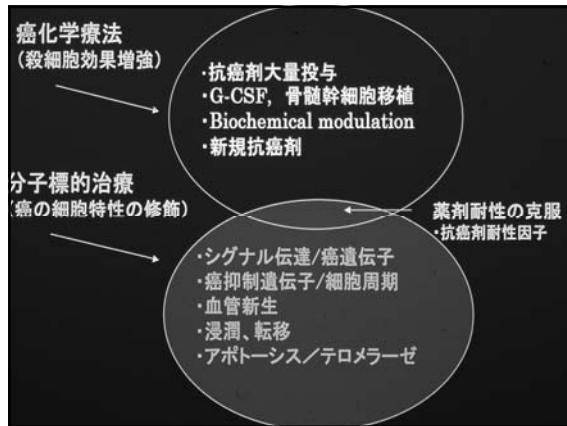 癌化学療法
(殺細胞効果増強)
・抗癌剤大量投与
・G-CSF, 骨髄幹細胞移植
・Biochemical modulation
・新規抗癌剤
分子標的治療
(癌の細胞特性の修飾)
薬剤耐性の克服
・抗癌剤耐性因子
・シグナル伝達/癌遺伝子
・癌抑制遺伝子/細胞周期
・血管新生
・浸潤、転移
・アポトーシス／テロメラーゼ